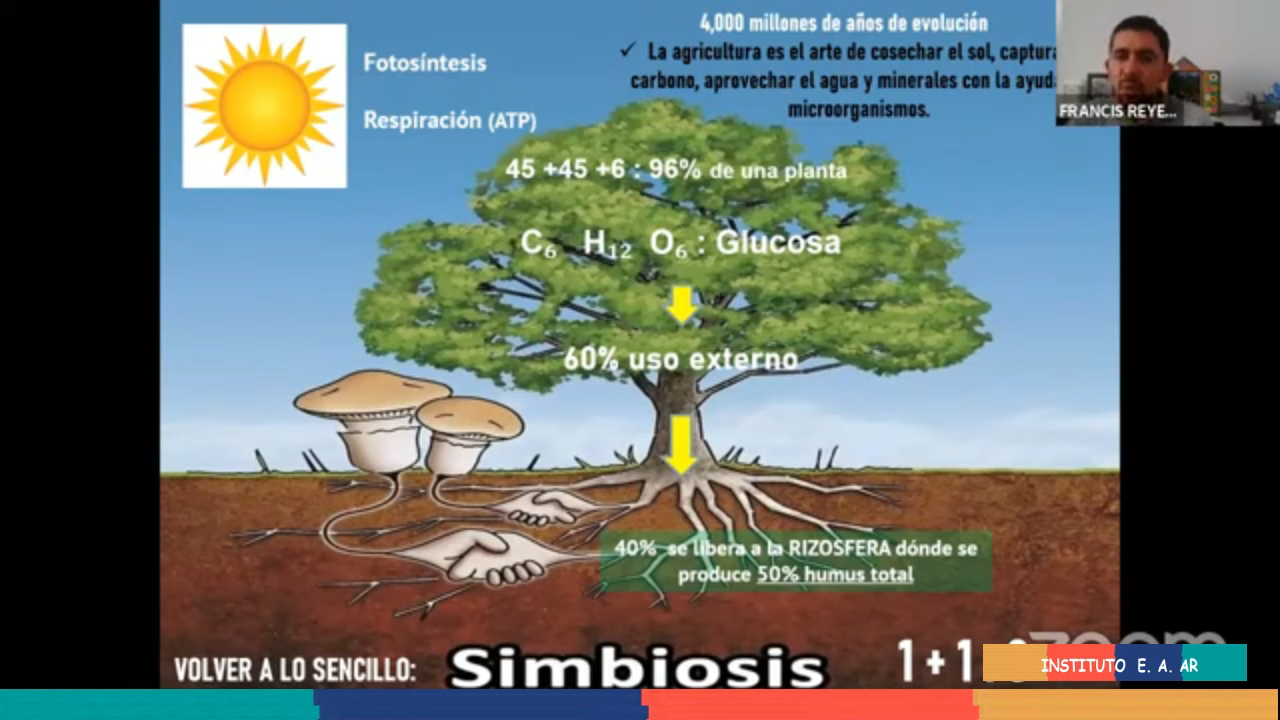 4,000 millones de años de evolución
✓ La agricultura es el arte de cosechar el sol, captura
carbono, aprovechar el agua y minerales con la ayud
microorganismos.
FRANCIS REYE...
Fotosíntesis
Respiración (ATP)
45 +45 +6 : 96% de una planta
C₆ H₁₂ O₆ : Glucosa
60% uso externo
40% se libera a la RIZOSFERA dónde se
produce 50% humus total
VOLVER A LO SENCILLO: Simbiosis 1 + 1
zoom
INSTITUTO E. A. AR